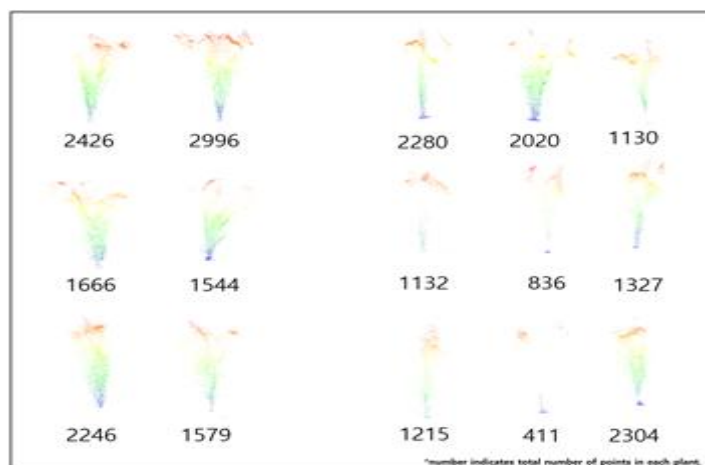 2426 2996 2280 2020 1130
1666 1544 1132 836 1327
2246 1579 1215 411 2304
*number indicates total number of points in each plant.